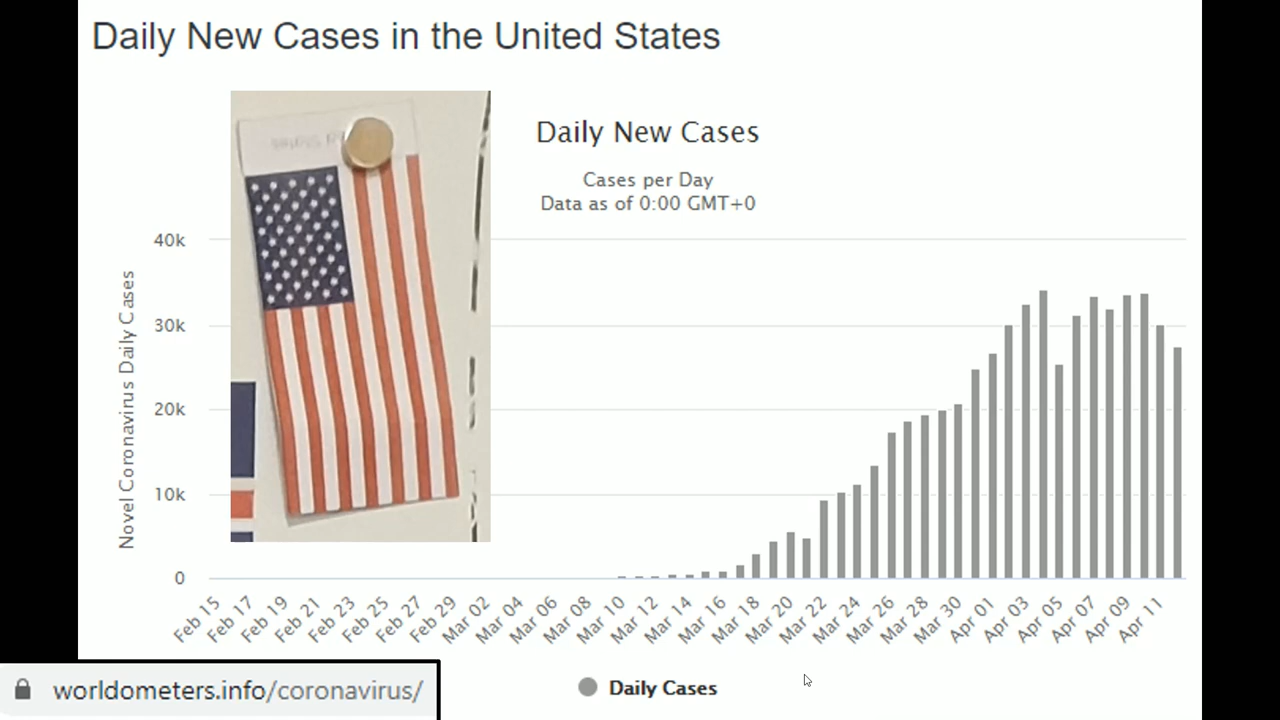 Daily New Cases in the United States
Daily New Cases
Cases per Day
Data as of 0:00 GMT+0
Novel Coronavirus Daily Cases
40k
30k
20k
10k
0
Feb 15
Feb 17
Feb 19
Feb 21
Feb 23
Feb 25
Feb 27
Feb 29
Mar 02
Mar 04
Mar 06
Mar 08
Mar 10
Mar 12
Mar 14
Mar 16
Mar 18
Mar 20
Mar 22
Mar 24
Mar 26
Mar 28
Mar 30
Apr 01
Apr 03
Apr 05
Apr 07
Apr 09
Apr 11
Daily Cases
worldometers.info/coronavirus/